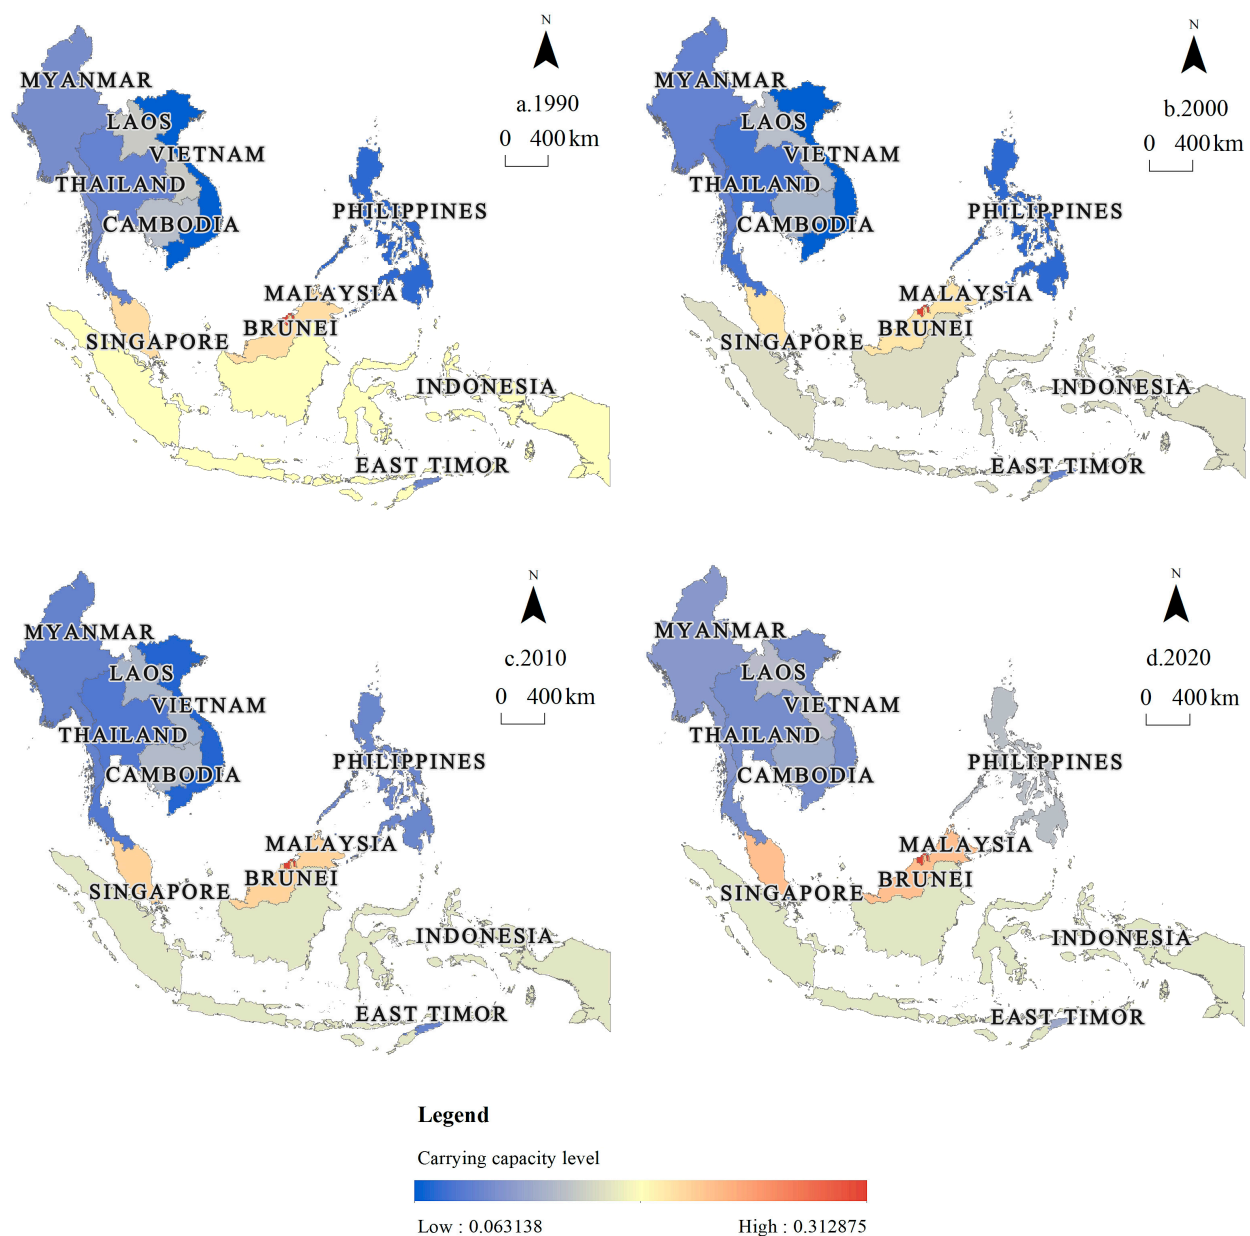 N
a.1990
0 400 km
MYANMAR
LAOS
VIETNAM
THAILAND
CAMBODIA
PHILIPPINES
MALAYSIA
BRUNEI
SINGAPORE
INDONESIA
EAST TIMOR
N
b.2000
0 400 km
MYANMAR
LAOS
VIETNAM
THAILAND
CAMBODIA
PHILIPPINES
MALAYSIA
BRUNEI
SINGAPORE
INDONESIA
EAST TIMOR
N
c.2010
0 400 km
MYANMAR
LAOS
VIETNAM
THAILAND
CAMBODIA
PHILIPPINES
MALAYSIA
BRUNEI
SINGAPORE
INDONESIA
EAST TIMOR
N
d.2020
0 400 km
MYANMAR
LAOS
VIETNAM
THAILAND
CAMBODIA
PHILIPPINES
MALAYSIA
BRUNEI
SINGAPORE
INDONESIA
EAST TIMOR
Legend
Carrying capacity level
Low : 0.063138 High : 0.312875